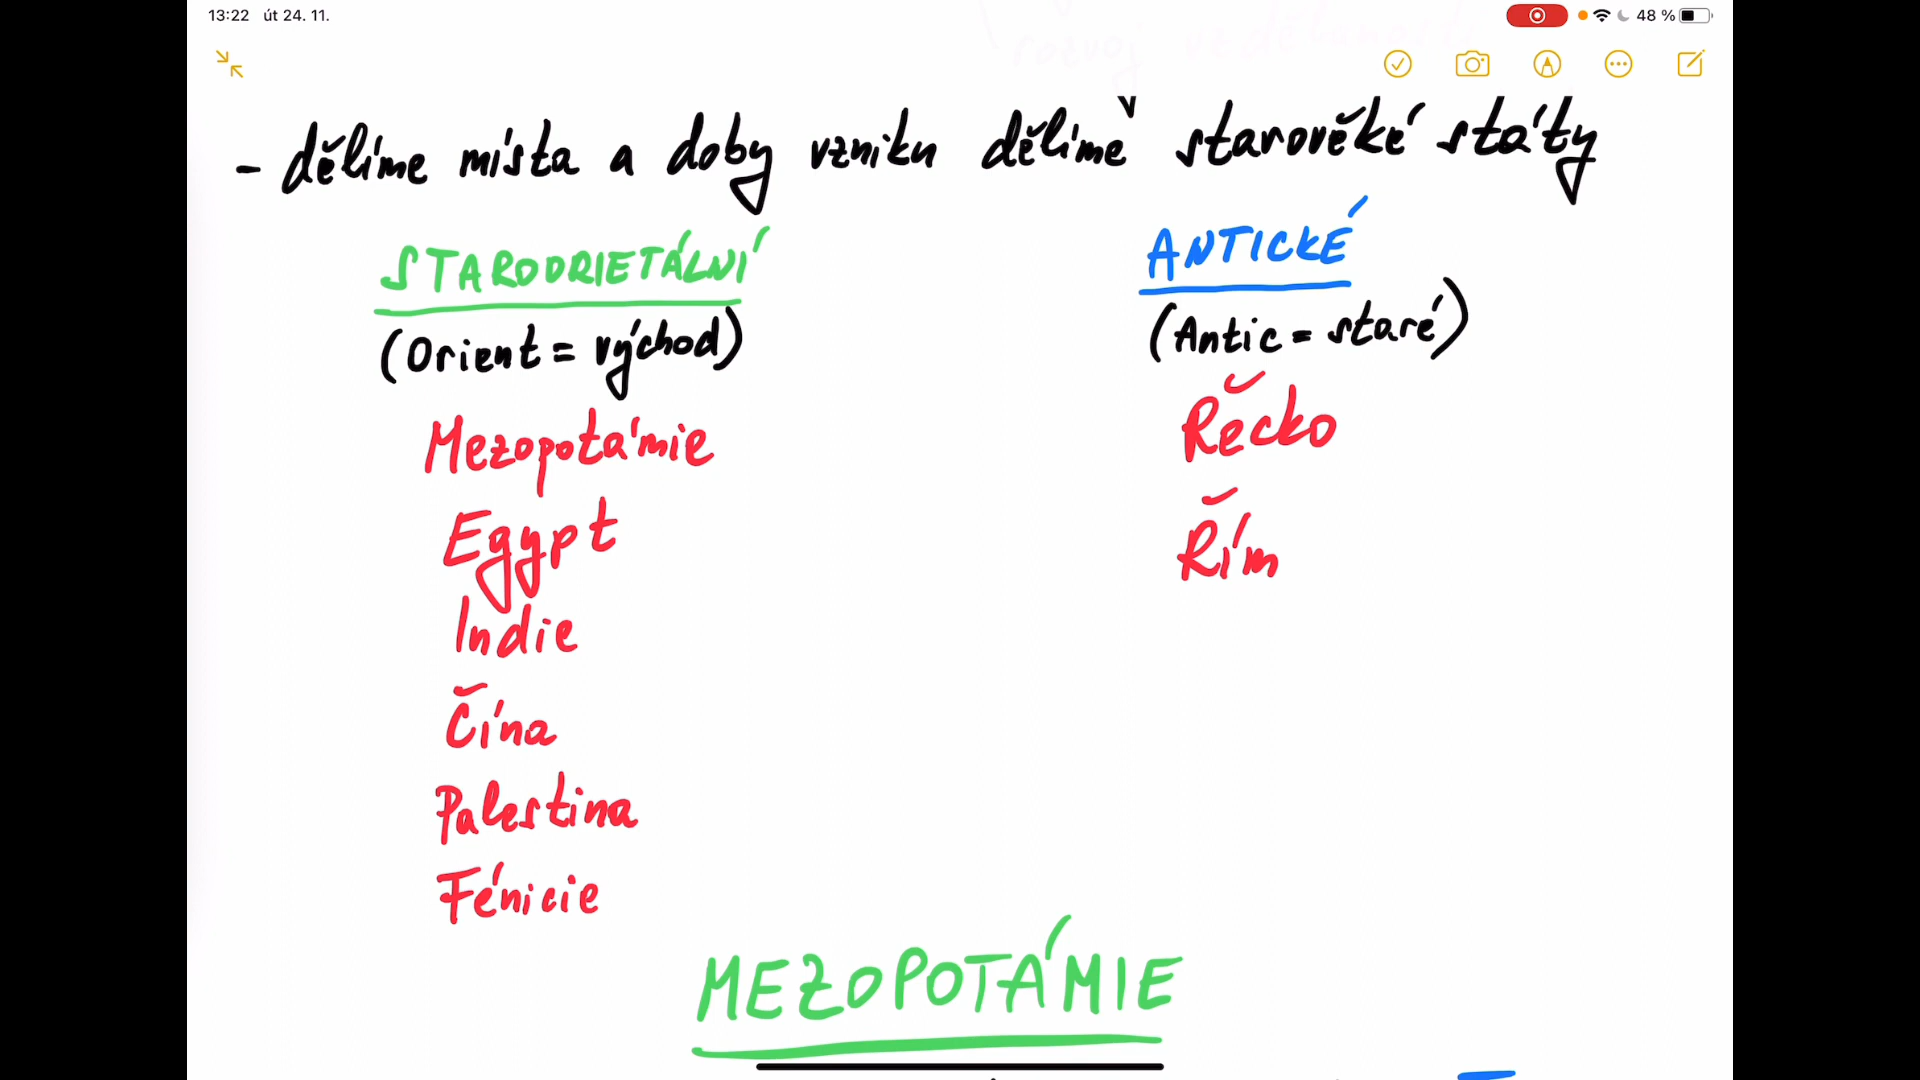 13:22 út 24. 11. 48 %
- dělíme místa a doby vzniku dělíme starověké státy
STAROORIETÁLNÍ
(Orient = východ)
Mezopotámie
Egypt
Indie
Čína
Palestina
Fénicie
ANTICKÉ
(Antic = staré)
Řecko
Řím
MEZOPOTÁMIE